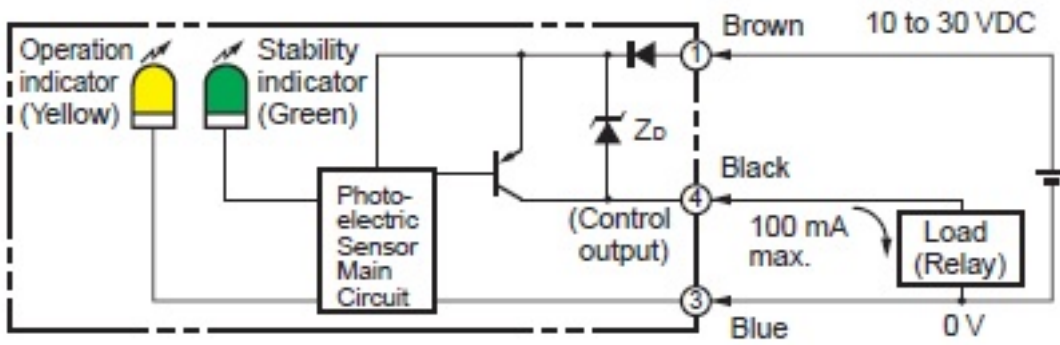 Operation
indicator
(Yellow)
Stability
indicator
(Green)
Brown
10 to 30 VDC
1
ZD
Black
Photo-
electric
Sensor
Main
Circuit
4
(Control
output)
100 mA
max.
Load
(Relay)
3
Blue
0 V